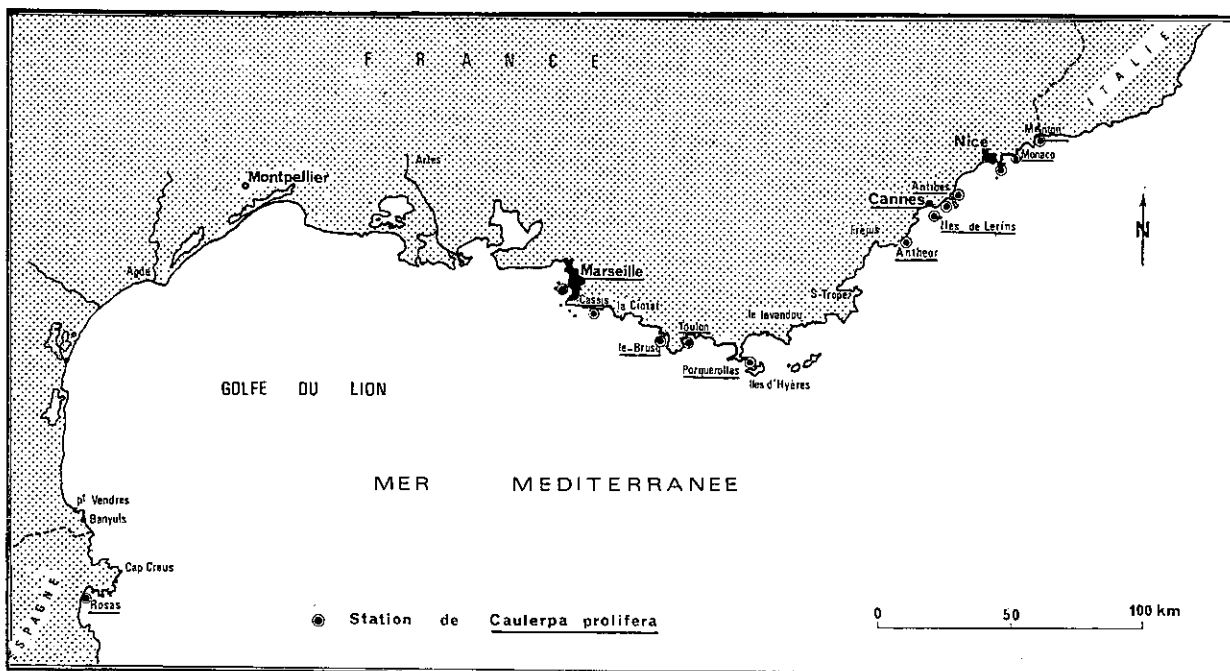 FRANCE
ITALIE
Menton
Nice
Monaco
Arles
Montpellier
Antibes
Cannes
Iles de Lerins
N
Fréjus
Antheor
Agde
Marseille
S-Tropez
Cassis
la Ciotat
le lavandou
Toulon
le-Brusc
Porquerolles
Iles d'Hyères
GOLFE DU LION
MER MEDITERRANEE
pt Vendres
Banyuls
Cap Creus
Rosas
ESPAGNE
Station de Caulerpa prolifera
0 50 100 km